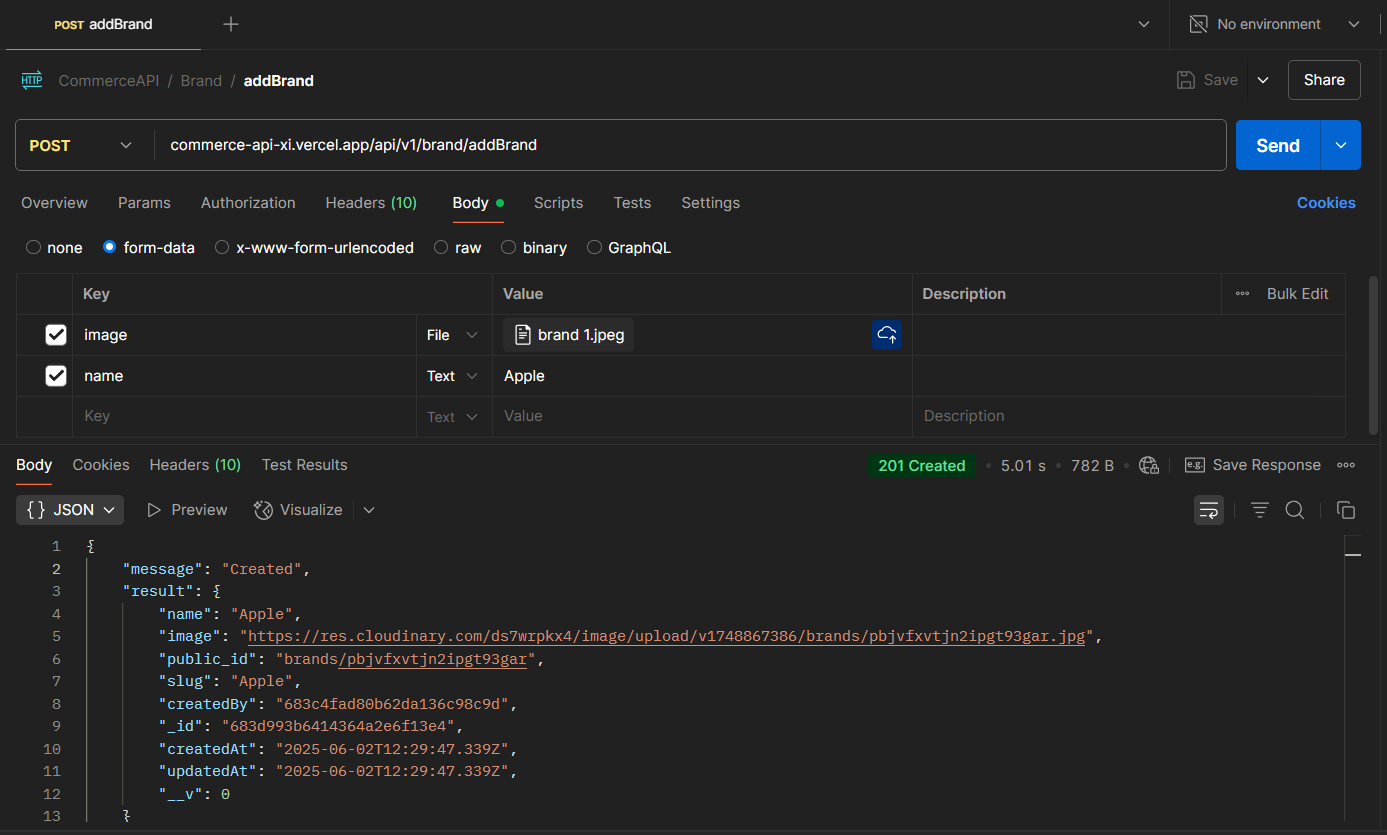 POST addBrand
No environment
HTTP CommerceAPI / Brand / addBrand
Save
Share
POST commerce-api-xi.vercel.app/api/v1/brand/addBrand
Send
Overview Params Authorization Headers (10) Body Scripts Tests Settings Cookies
none form-data x-www-form-urlencoded raw binary GraphQL
Key Value Description Bulk Edit
image File brand 1.jpeg
name Text Apple
Key Text Value Description
Body Cookies Headers (10) Test Results 201 Created 5.01 s 782 B e.g. Save Response
{} JSON Preview Visualize
1 {
2 "message": "Created",
3 "result": {
4 "name": "Apple",
5 "image": "https://res.cloudinary.com/ds7wrpkx4/image/upload/v1748867386/brands/pbjvfxvtjn2ipgt93gar.jpg",
6 "public_id": "brands/pbjvfxvtjn2ipgt93gar",
7 "slug": "Apple",
8 "createdBy": "683c4fad80b62da136c98c9d",
9 "_id": "683d993b6414364a2e6f13e4",
10 "createdAt": "2025-06-02T12:29:47.339Z",
11 "updatedAt": "2025-06-02T12:29:47.339Z",
12 "__v": 0
13 }